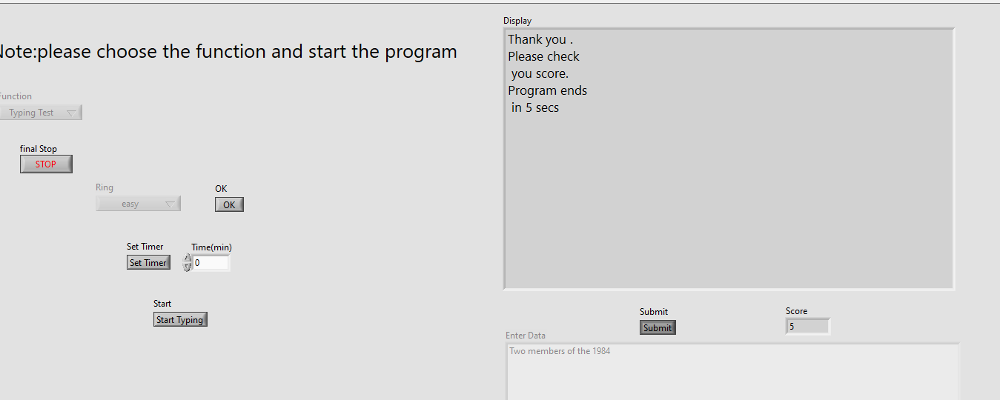 Display
Thank you .
Please check
you score.
Program ends
in 5 secs
Note:please choose the function and start the program
Function
Typing Test
final Stop
STOP
Ring
easy
OK
OK
Set Timer
Time(min)
Set Timer
0
Start
Start Typing
Submit
Submit
Score
5
Enter Data
Two members of the 1984